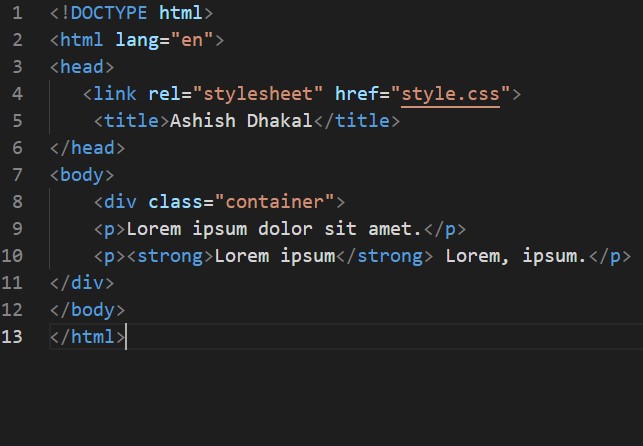 1 <!DOCTYPE html>
2 <html lang="en">
3 <head>
4    <link rel="stylesheet" href="style.css">
5     <title>Ashish Dhakal</title>
6 </head>
7 <body>
8     <div class="container">
9     <p>Lorem ipsum dolor sit amet.</p>
10     <p><strong>Lorem ipsum</strong> Lorem, ipsum.</p>
11 </div>
12 </body>
13 </html>